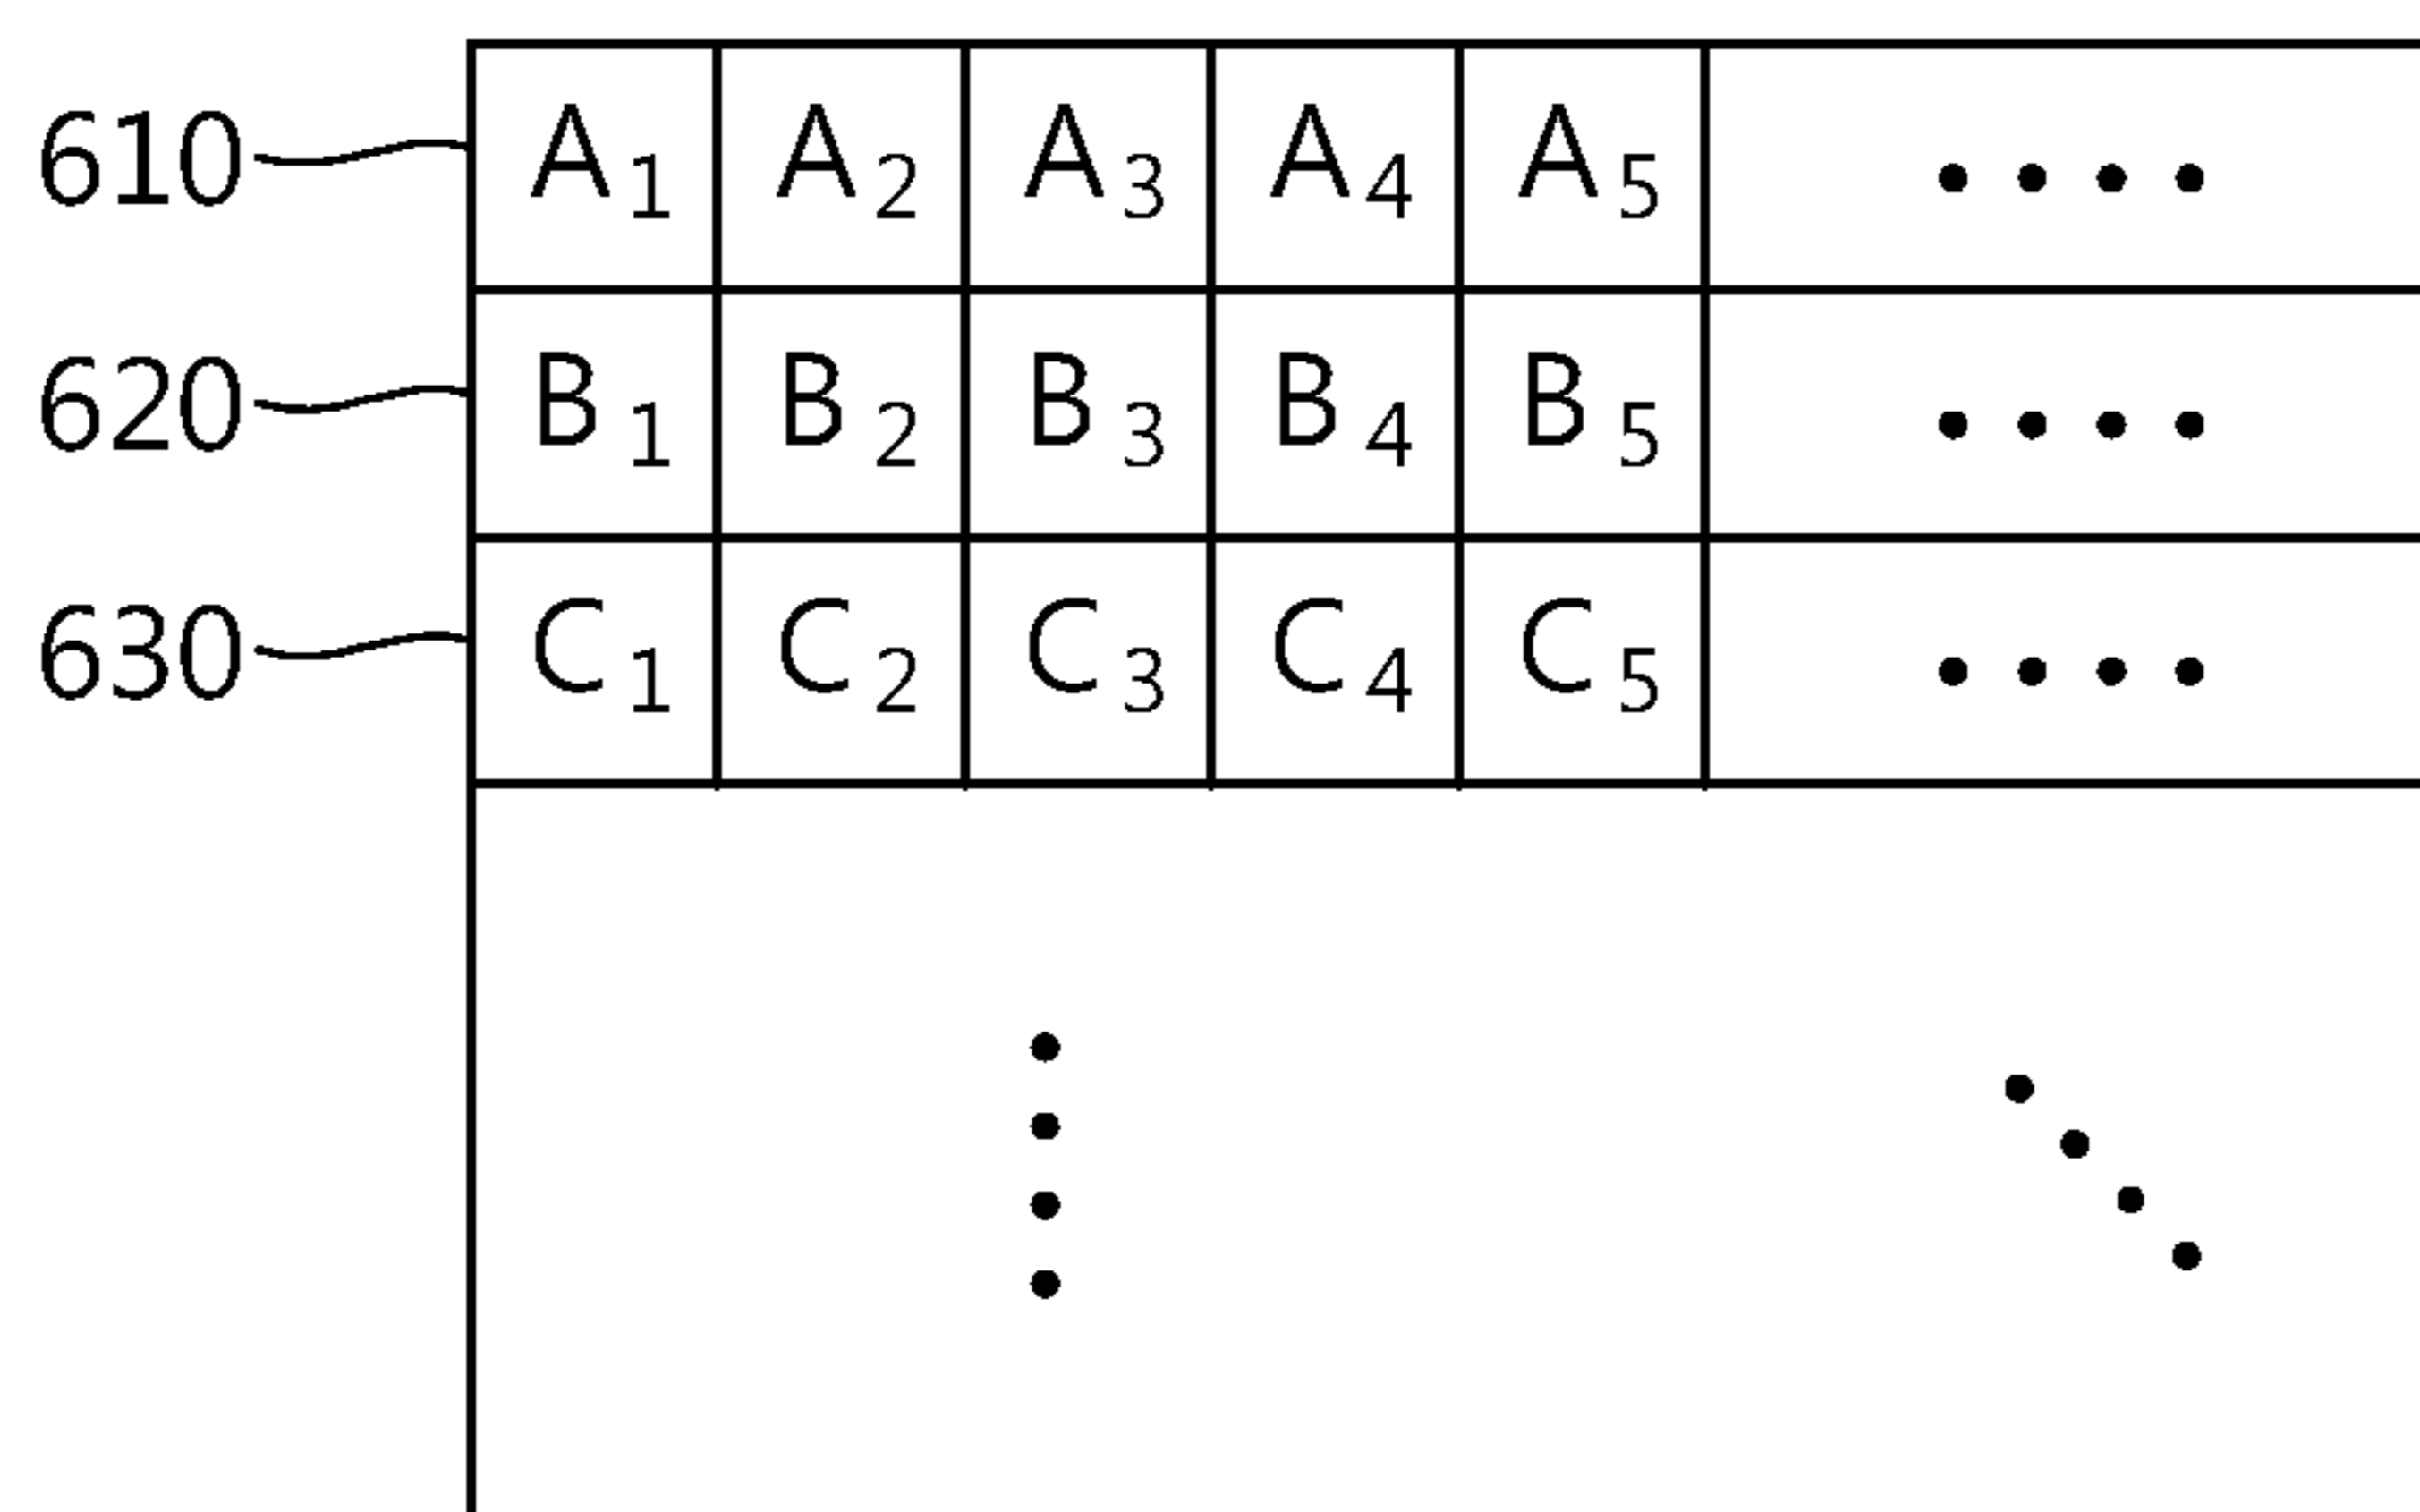 610 A1 A2 A3 A4 A5 ....
620 B1 B2 B3 B4 B5 ....
630 C1 C2 C3 C4 C5 ....